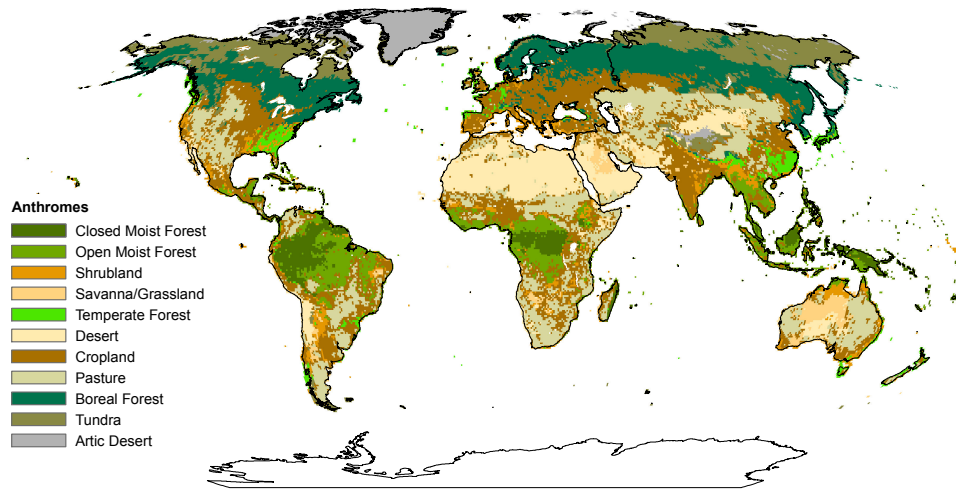 Anthromes
Closed Moist Forest
Open Moist Forest
Shrubland
Savanna/Grassland
Temperate Forest
Desert
Cropland
Pasture
Boreal Forest
Tundra
Artic Desert